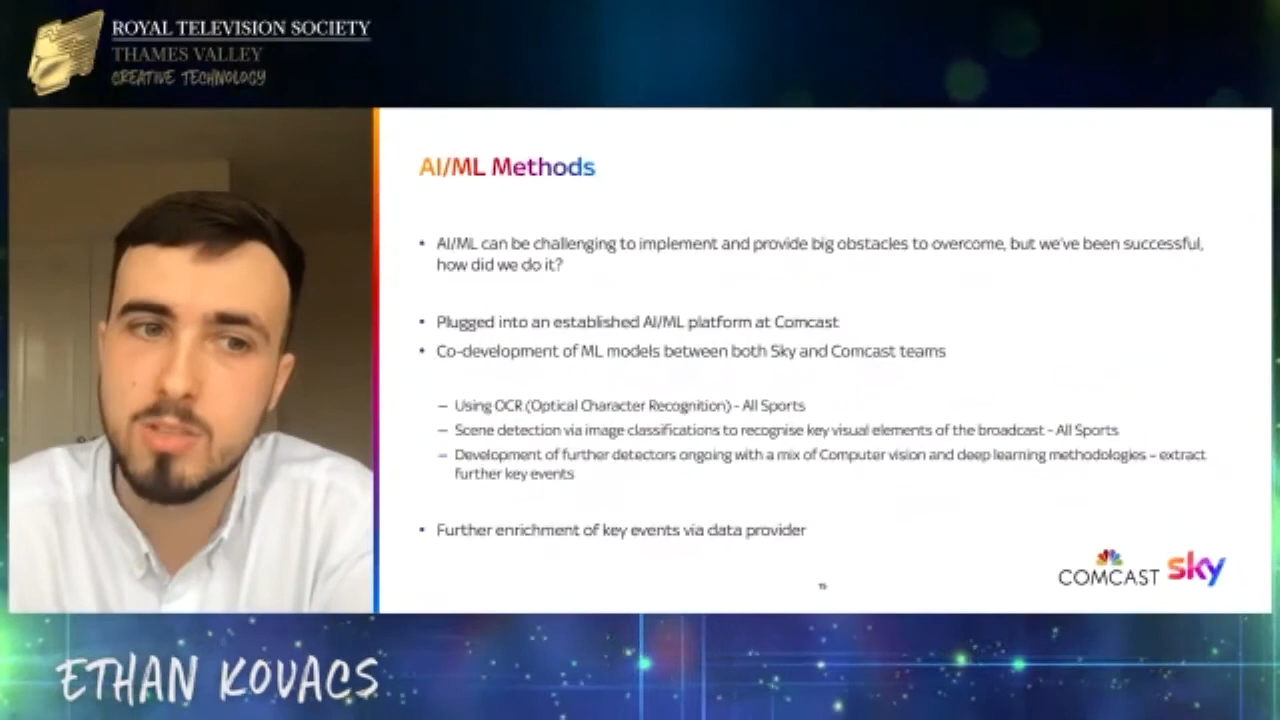 ROYAL TELEVISION SOCIETY
THAMES VALLEY
CREATIVE TECHNOLOGY
AI/ML Methods
• AI/ML can be challenging to implement and provide big obstacles to overcome, but we've been successful,
how did we do it?
• Plugged into an established AI/ML platform at Comcast
• Co-development of ML models between both Sky and Comcast teams
– Using OCR (Optical Character Recognition) - All Sports
– Scene detection via image classifications to recognise key visual elements of the broadcast - All Sports
– Development of further detectors ongoing with a mix of Computer vision and deep learning methodologies – extract
further key events
• Further enrichment of key events via data provider
COMCAST sky
ETHAN KOVACS